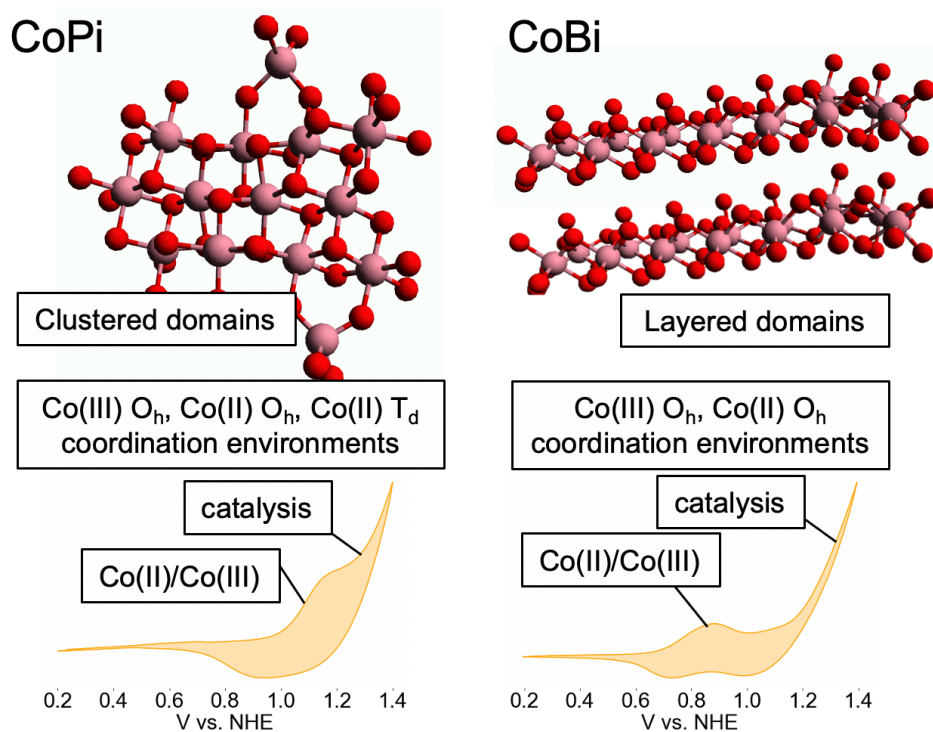 CoPi
Clustered domains
Co(III) Oh, Co(II) Oh, Co(II) Td
coordination environments
catalysis
Co(II)/Co(III)
0.2 0.4 0.6 0.8 1.0 1.2 1.4
V vs. NHE
CoBi
Layered domains
Co(III) Oh, Co(II) Oh
coordination environments
catalysis
Co(II)/Co(III)
0.2 0.4 0.6 0.8 1.0 1.2 1.4
V vs. NHE